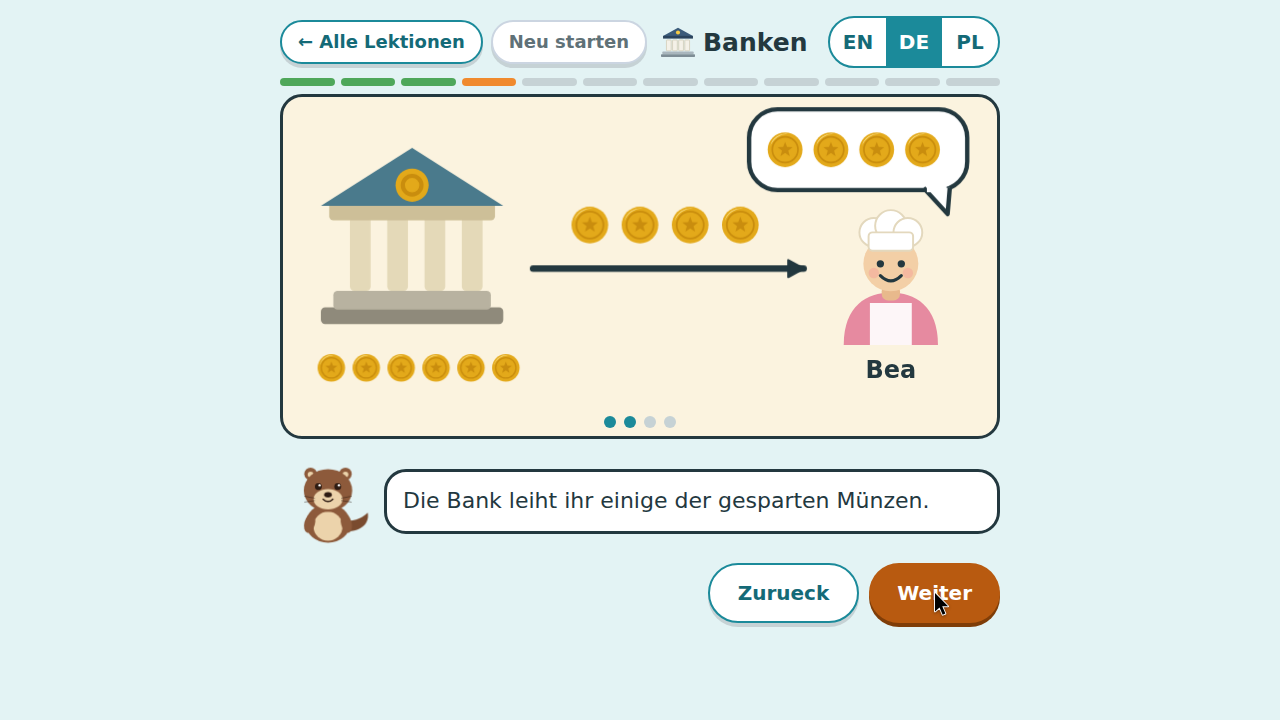 ← Alle Lektionen
Neu starten
Banken
EN DE PL
Bea
Die Bank leiht ihr einige der gesparten Münzen.
Zurueck
Weiter